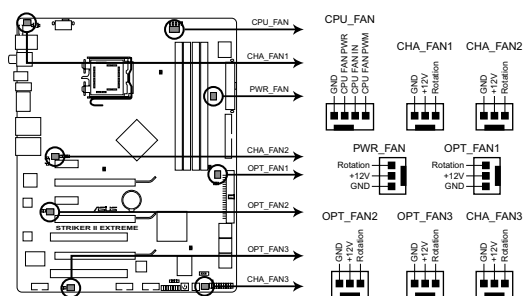 CPU_FAN
CHA_FAN1
PWR_FAN
CHA_FAN2
OPT_FAN1
OPT_FAN2
OPT_FAN3
CHA_FAN3
ASUS
STRIKER II EXTREME
CPU_FAN
GND
CPU FAN PWR
CPU FAN IN
CPU FAN PWM
CHA_FAN1
GND
+12V
Rotation
CHA_FAN2
GND
+12V
Rotation
PWR_FAN
Rotation
+12V
GND
OPT_FAN1
Rotation
+12V
GND
OPT_FAN2
GND
+12V
Rotation
OPT_FAN3
GND
+12V
Rotation
CHA_FAN3
GND
+12V
Rotation